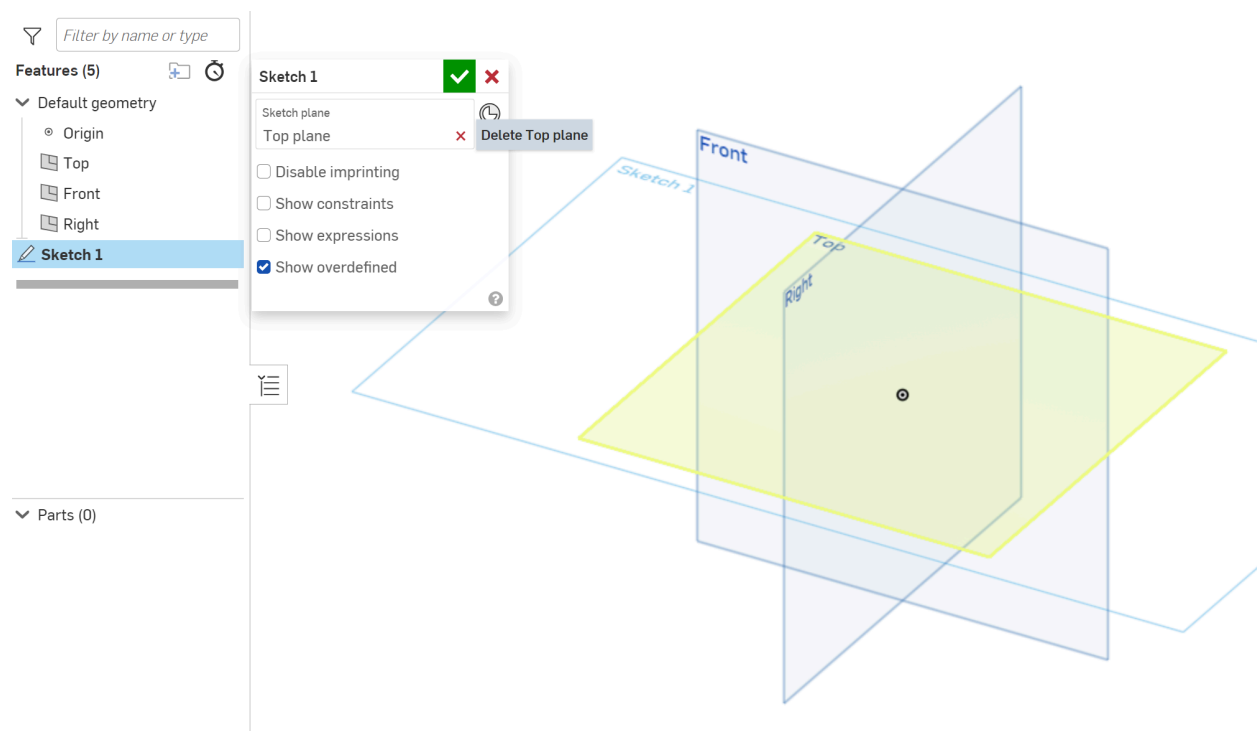 Filter by name or type
Features (5)
Default geometry
Origin
Top
Front
Right
Sketch 1
Parts (0)
Sketch 1
Sketch plane
Top plane
Delete Top plane
Disable imprinting
Show constraints
Show expressions
Show overdefined
Front
Sketch 1
Top
Right